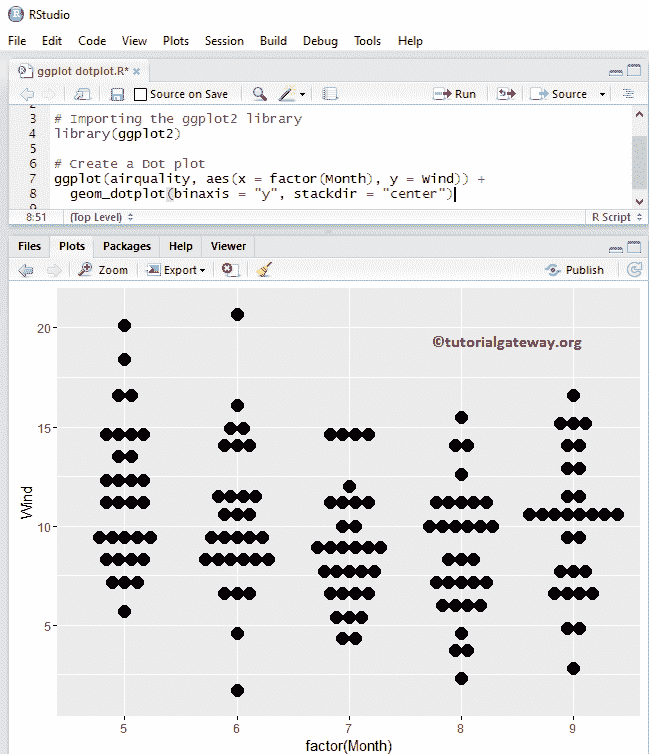 RStudio
File Edit Code View Plots Session Build Debug Tools Help
ggplot dotplot.R* ×
Source on Save Run Source
3 # Importing the ggplot2 library
4 library(ggplot2)
5
6 # Create a Dot plot
7 ggplot(airquality, aes(x = factor(Month), y = Wind)) +
8 geom_dotplot(binaxis = "y", stackdir = "center")
8:51 (Top Level) R Script
Files Plots Packages Help Viewer
Zoom Export Publish
©tutorialgateway.org
20
15
10
5
Wind
5 6 7 8 9
factor(Month)